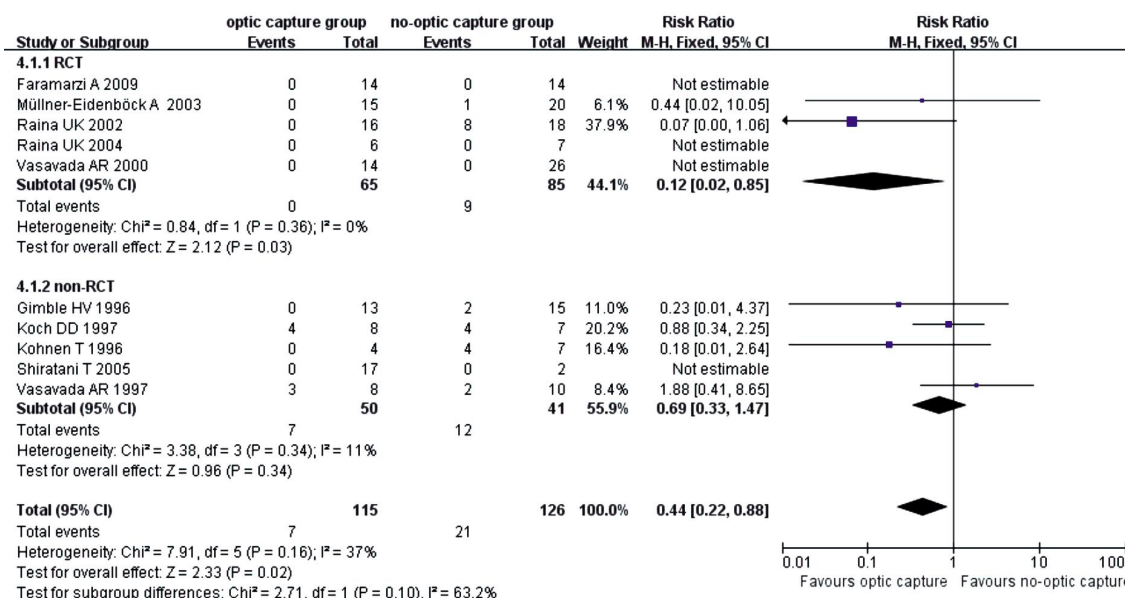 optic capture group no-optic capture group Risk Ratio Risk Ratio
Study or Subgroup Events Total Events Total Weight M-H, Fixed, 95% CI M-H, Fixed, 95% CI
4.1.1 RCT
Faramarzi A 2009 0 14 0 14 Not estimable
Müllner-Eidenböck A 2003 0 15 1 20 6.1% 0.44 [0.02, 10.05]
Raina UK 2002 0 16 8 18 37.9% 0.07 [0.00, 1.06]
Raina UK 2004 0 6 0 7 Not estimable
Vasavada AR 2000 0 14 0 26 Not estimable
Subtotal (95% CI) 65 85 44.1% 0.12 [0.02, 0.85]
Total events 0 9
Heterogeneity: Chi² = 0.84, df = 1 (P = 0.36); I² = 0%
Test for overall effect: Z = 2.12 (P = 0.03)
4.1.2 non-RCT
Gimble HV 1996 0 13 2 15 11.0% 0.23 [0.01, 4.37]
Koch DD 1997 4 8 4 7 20.2% 0.88 [0.34, 2.25]
Kohnen T 1996 0 4 4 7 16.4% 0.18 [0.01, 2.64]
Shiratani T 2005 0 17 0 2 Not estimable
Vasavada AR 1997 3 8 2 10 8.4% 1.88 [0.41, 8.65]
Subtotal (95% CI) 50 41 55.9% 0.69 [0.33, 1.47]
Total events 7 12
Heterogeneity: Chi² = 3.38, df = 3 (P = 0.34); I² = 11%
Test for overall effect: Z = 0.96 (P = 0.34)
Total (95% CI) 115 126 100.0% 0.44 [0.22, 0.88]
Total events 7 21
Heterogeneity: Chi² = 7.91, df = 5 (P = 0.16); I² = 37%
Test for overall effect: Z = 2.33 (P = 0.02)
Test for subgroup differences: Chi² = 2.71, df = 1 (P = 0.10), I² = 63.2%
0.01 0.1 1 10 100
Favours optic capture Favours no-optic capture